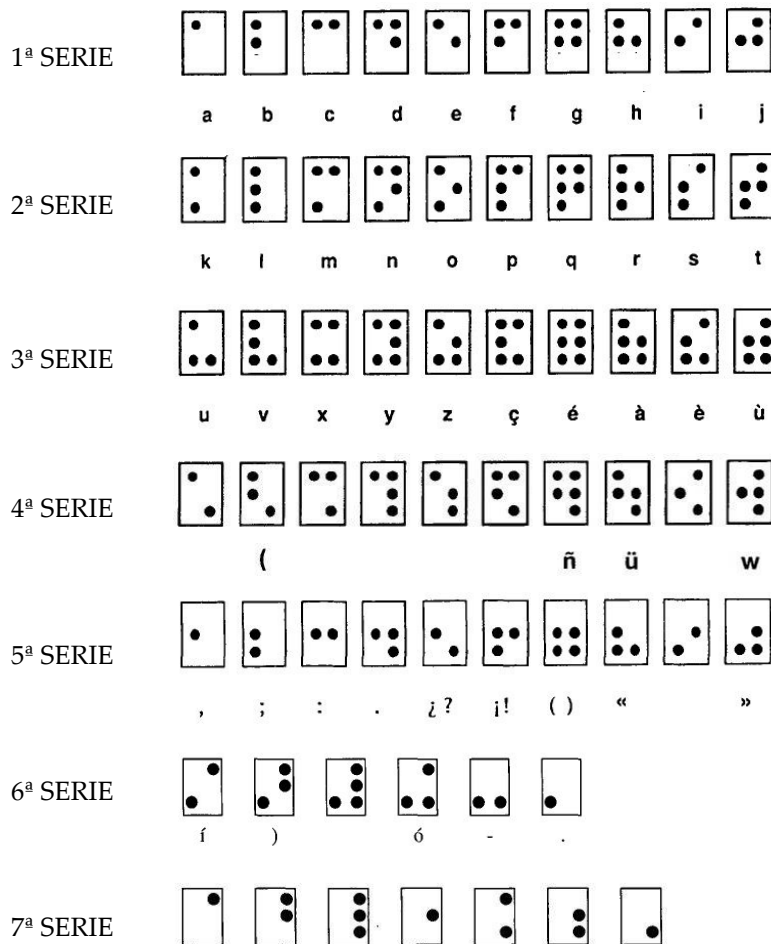 1ª SERIE
a b c d e f g h i j
2ª SERIE
k l m n o p q r s t
3ª SERIE
u v x y z ç é à è ù
4ª SERIE
( ñ ü w
5ª SERIE
, ; : . ¿? ¡! () « »
6ª SERIE
í ) ó - .
7ª SERIE